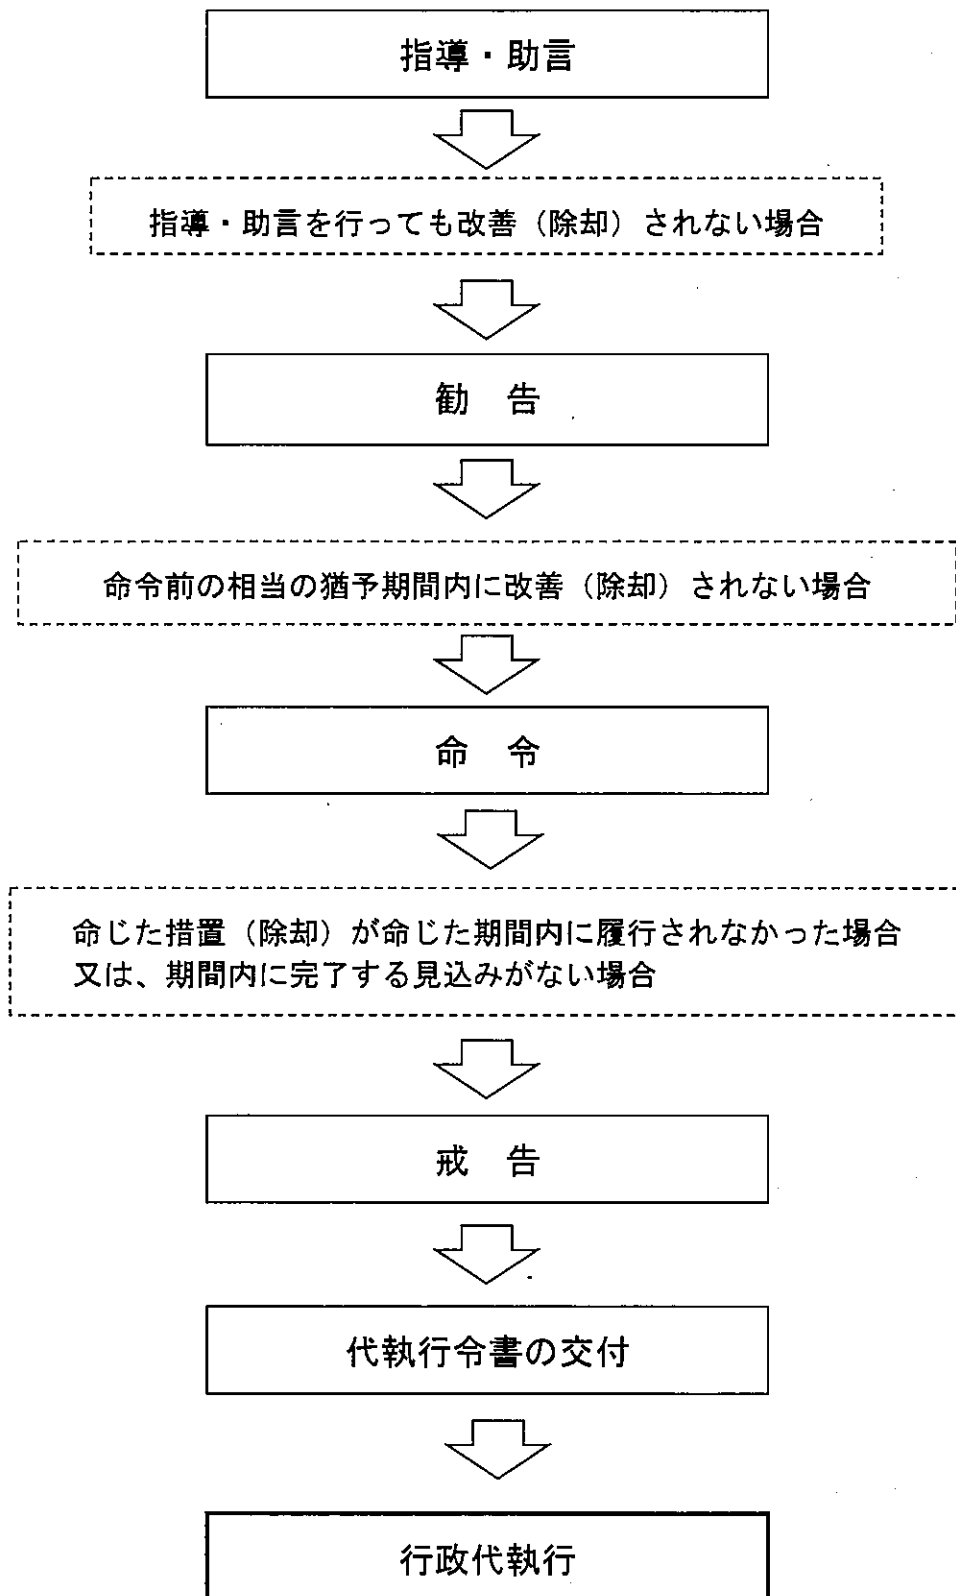 指導・助言
指導・助言を行っても改善（除却）されない場合
勧　告
命令前の相当の猶予期間内に改善（除却）されない場合
命　令
命じた措置（除却）が命じた期間内に履行されなかった場合
又は、期間内に完了する見込みがない場合
戒　告
代執行令書の交付
行政代執行